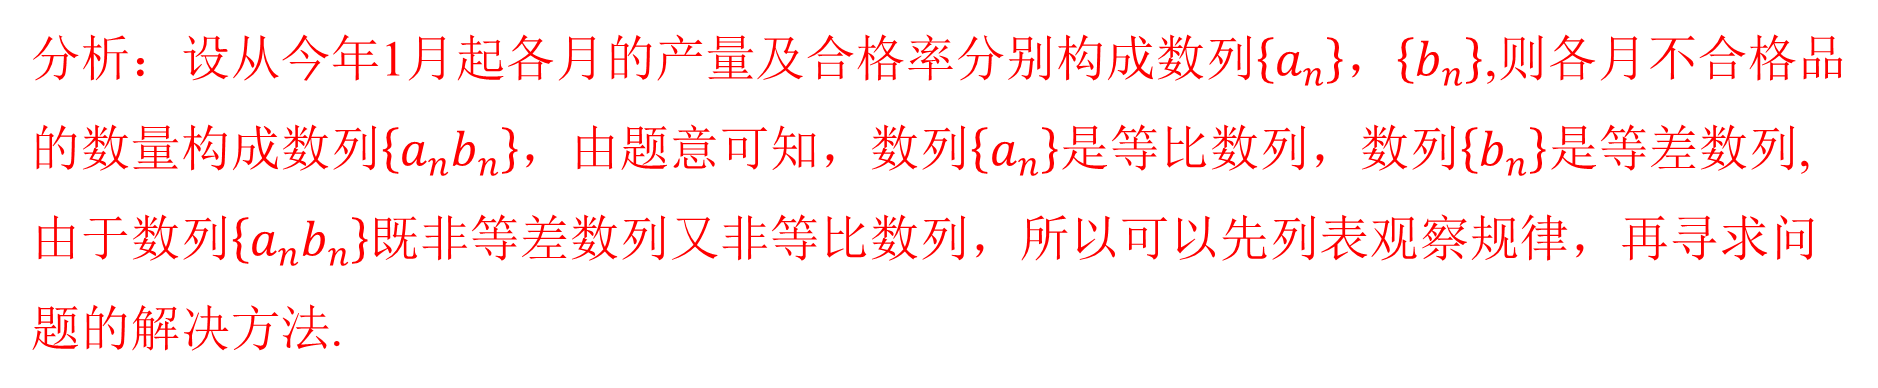 分析：设从今年1月起各月的产量及合格率分别构成数列{aₙ}，{bₙ},则各月不合格品
的数量构成数列{aₙbₙ}，由题意可知，数列{aₙ}是等比数列，数列{bₙ}是等差数列,
由于数列{aₙbₙ}既非等差数列又非等比数列，所以可以先列表观察规律，再寻求问
题的解决方法.